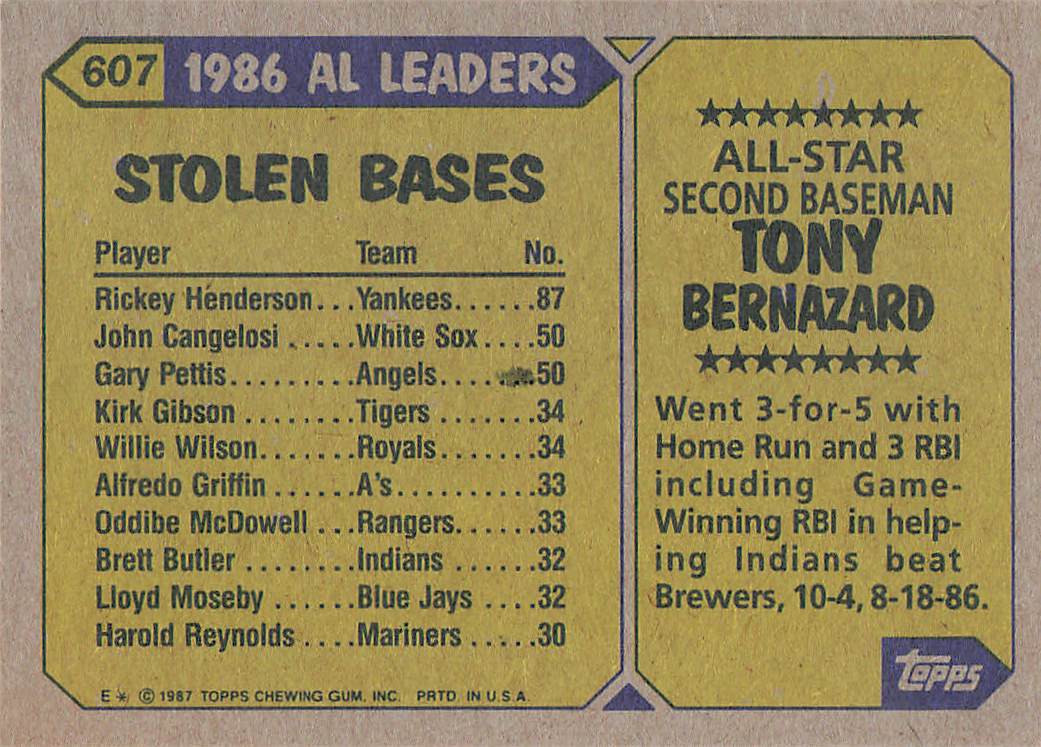 607 1986 AL LEADERS
STOLEN BASES
Player Team No.
Rickey Henderson...Yankees......87
John Cangelosi.....White Sox....50
Gary Pettis.........Angels.......50
Kirk Gibson ........Tigers .......34
Willie Wilson.......Royals.......34
Alfredo Griffin ......A's..........33
Oddibe McDowell ...Rangers......33
Brett Butler ........Indians ......32
Lloyd Moseby ......Blue Jays ....32
Harold Reynolds ....Mariners .....30
E * © 1987 TOPPS CHEWING GUM, INC. PRTD. IN U.S.A.
★★★★★★★★
ALL-STAR
SECOND BASEMAN
TONY
BERNAZARD
★★★★★★★★
Went 3-for-5 with
Home Run and 3 RBI
including Game-
Winning RBI in help-
ing Indians beat
Brewers, 10-4, 8-18-86.
topps